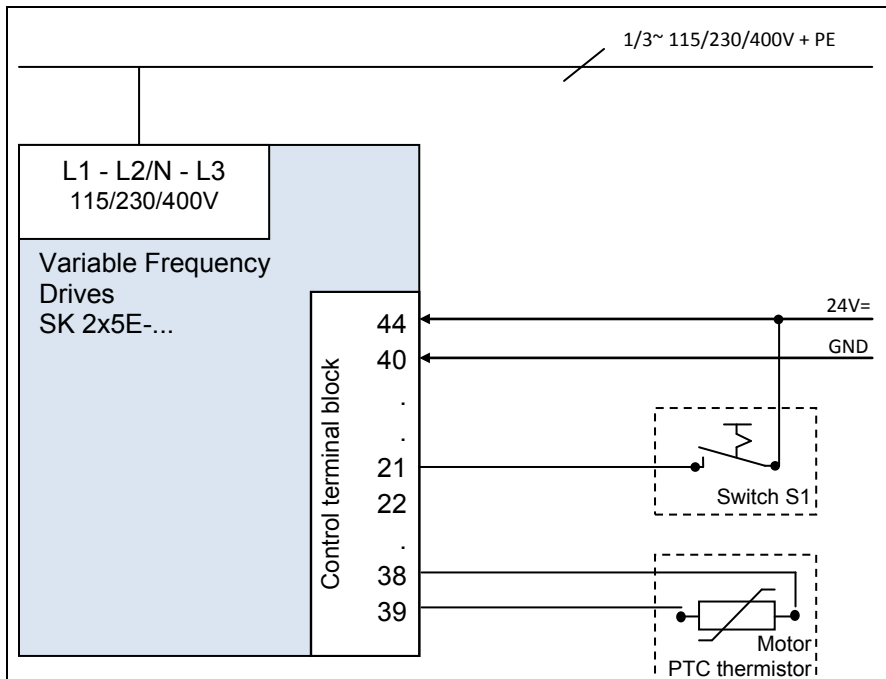 1/3~ 115/230/400V + PE
L1 - L2/N - L3
115/230/400V
Variable Frequency
Drives
SK 2x5E-...
Control terminal block
44
40
.
.
21
22
.
38
39
24V=
GND
Switch S1
Motor
PTC thermistor